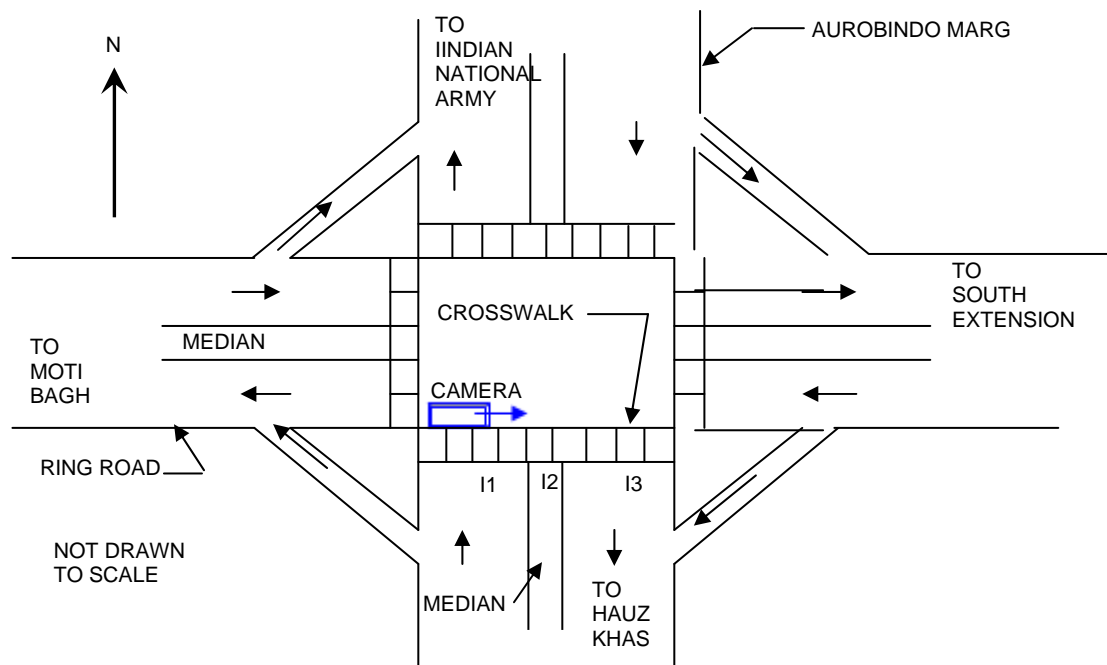 N
TO
IINDIAN
NATIONAL
ARMY
AUROBINDO MARG
TO
SOUTH
EXTENSION
CROSSWALK
MEDIAN
TO
MOTI
BAGH
CAMERA
RING ROAD
I1 I2 I3
NOT DRAWN
TO SCALE
MEDIAN
TO
HAUZ
KHAS